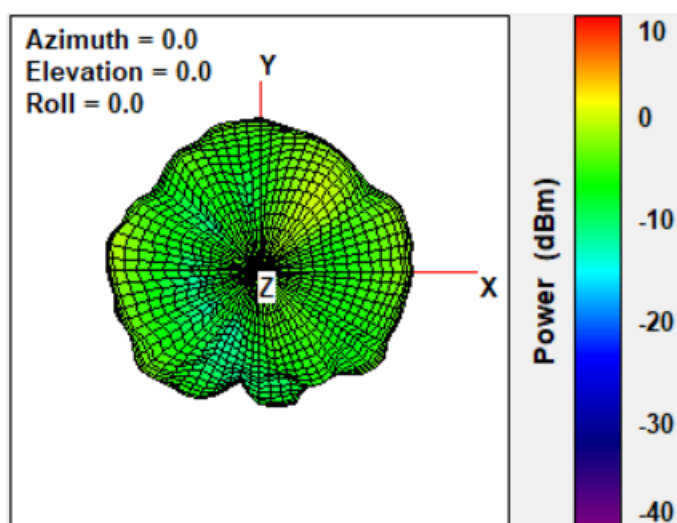 Azimuth = 0.0
Elevation = 0.0
Roll = 0.0
Y
X
Z
Power (dBm)
10
0
-10
-20
-30
-40